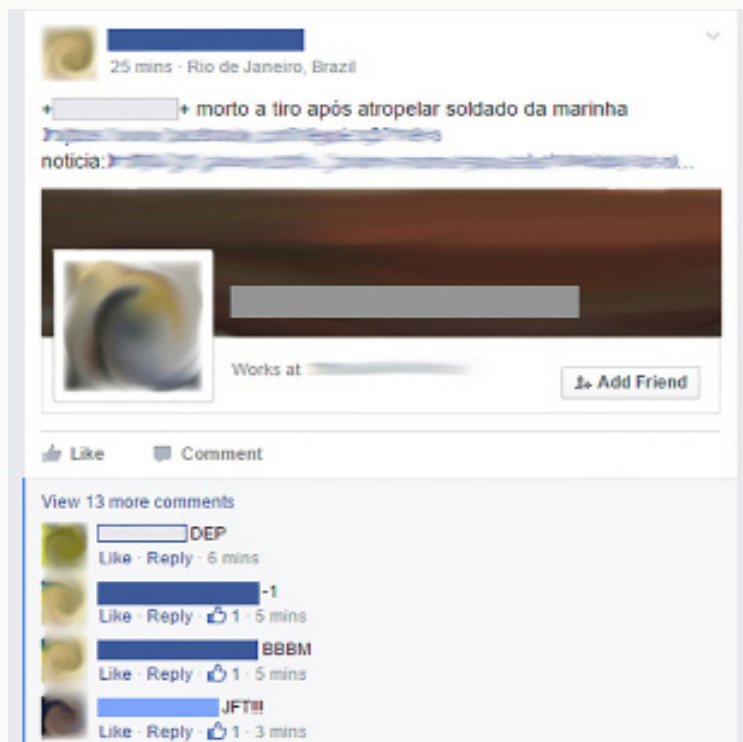 25 mins · Rio de Janeiro, Brazil
+ + morto a tiro após atropelar soldado da marinha
noticia:
Works at
Add Friend
Like Comment
View 13 more comments
DEP
Like · Reply · 6 mins
-1
Like · Reply · 1 · 5 mins
BBBM
Like · Reply · 1 · 5 mins
JFT!!!
Like · Reply · 1 · 3 mins